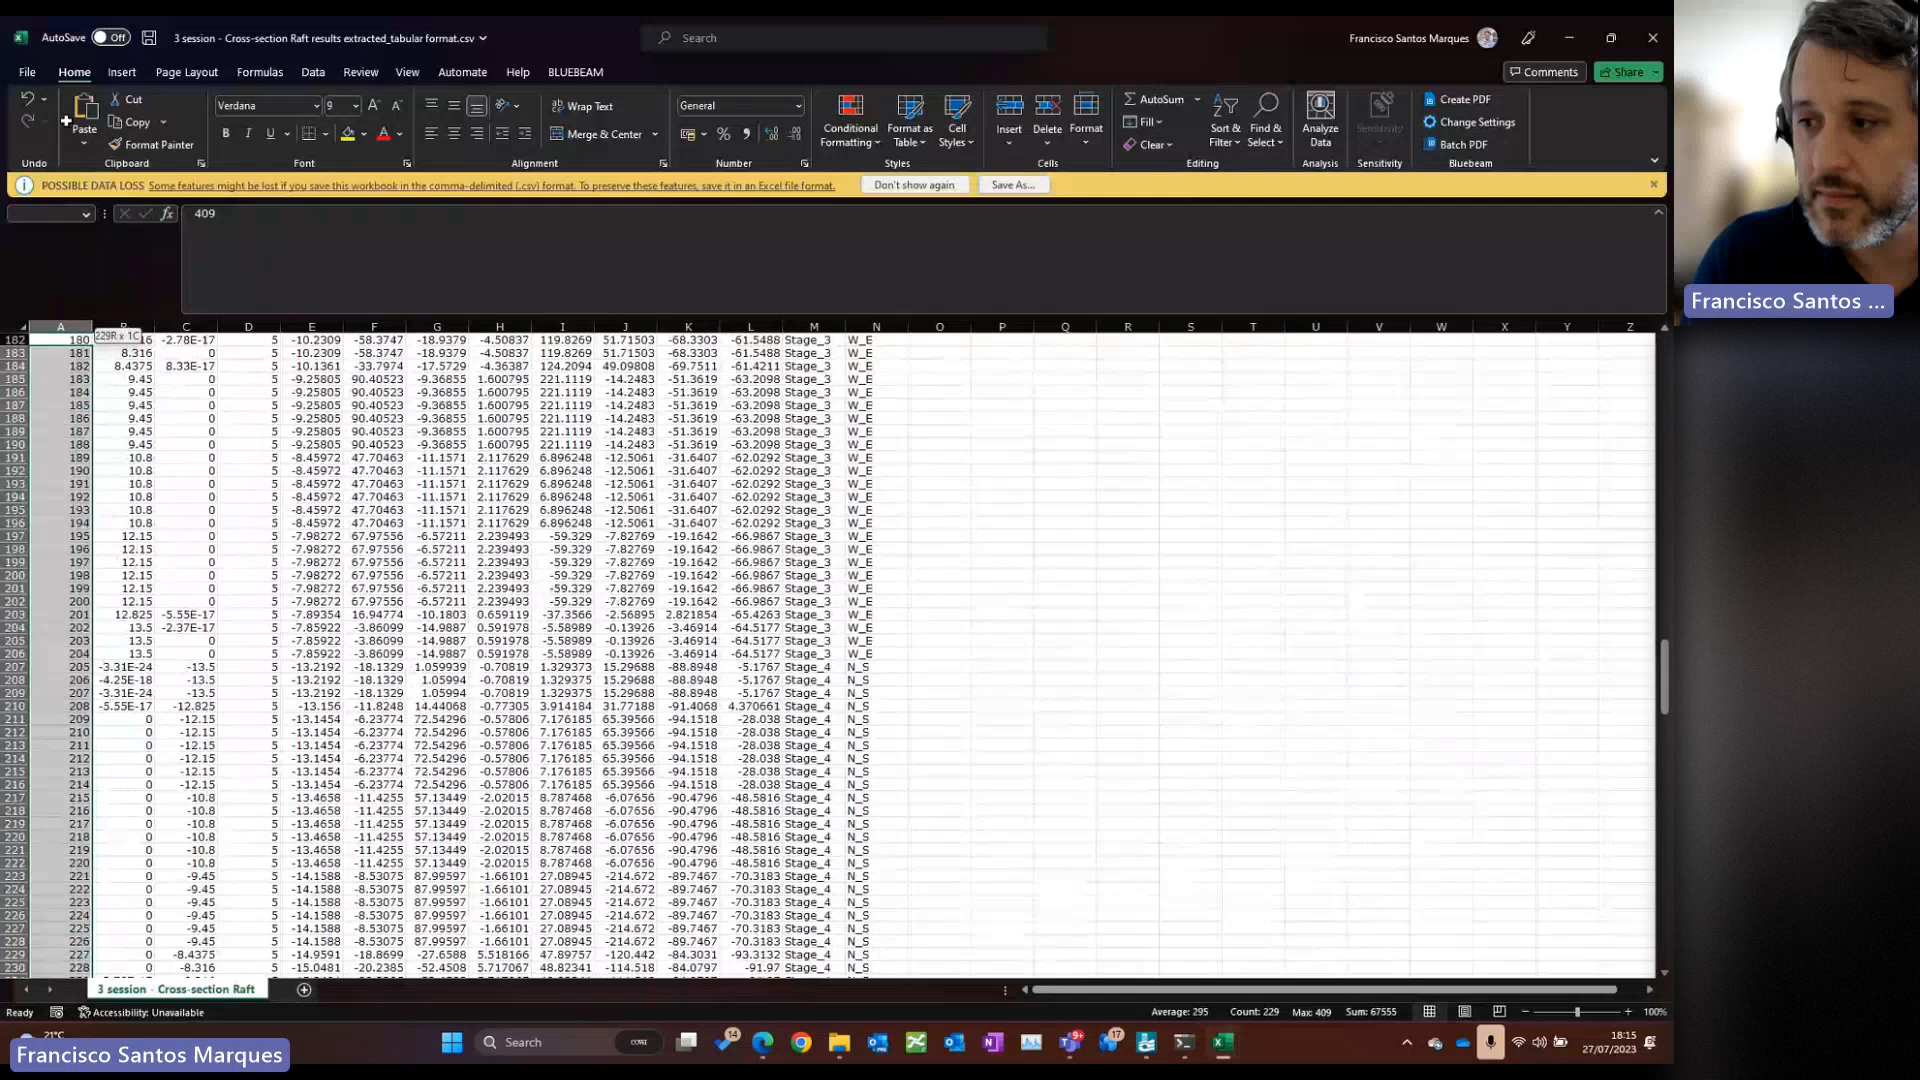 AutoSave Off 3 session - Cross-section Raft results extracted_tabular format.csv Search Francisco Santos Marques
File Home Insert Page Layout Formulas Data Review View Automate Help BLUEBEAM Comments Share
Cut Verdana 9 Wrap Text General AutoSum Create PDF
Paste Copy Conditional Formatting Format as Table Cell Styles Insert Delete Format Fill Sort & Filter Find & Select Analyze Data Sensitivity Change Settings
Format Painter B I U Merge & Center Clear Batch PDF
Undo Clipboard Font Alignment Number Styles Cells Editing Analysis Sensitivity Bluebeam
POSSIBLE DATA LOSS Some features might be lost if you save this workbook in the comma-delimited (.csv) format. To preserve these features, save it in an Excel file format. Don't show again Save As...
fx 409
Francisco Santos ...
A B C D E F G H I J K L M N O P Q R S T U V W X Y Z
229R x 1C
182 180 16 -2.78E-17 5 -10.2309 -58.3747 -18.9379 -4.50837 119.8269 51.71503 -68.3303 -61.5488 Stage_3 W_E
183 181 8.316 0 5 -10.2309 -58.3747 -18.9379 -4.50837 119.8269 51.71503 -68.3303 -61.5488 Stage_3 W_E
184 182 8.4375 8.33E-17 5 -10.1361 -33.7974 -17.5729 -4.36387 124.2094 49.09808 -69.7511 -61.4211 Stage_3 W_E
185 183 9.45 0 5 -9.25805 90.40523 -9.36855 1.600795 221.1119 -14.2483 -51.3619 -63.2098 Stage_3 W_E
186 184 9.45 0 5 -9.25805 90.40523 -9.36855 1.600795 221.1119 -14.2483 -51.3619 -63.2098 Stage_3 W_E
187 185 9.45 0 5 -9.25805 90.40523 -9.36855 1.600795 221.1119 -14.2483 -51.3619 -63.2098 Stage_3 W_E
188 186 9.45 0 5 -9.25805 90.40523 -9.36855 1.600795 221.1119 -14.2483 -51.3619 -63.2098 Stage_3 W_E
189 187 9.45 0 5 -9.25805 90.40523 -9.36855 1.600795 221.1119 -14.2483 -51.3619 -63.2098 Stage_3 W_E
190 188 9.45 0 5 -9.25805 90.40523 -9.36855 1.600795 221.1119 -14.2483 -51.3619 -63.2098 Stage_3 W_E
191 189 10.8 0 5 -8.45972 47.70463 -11.1571 2.117629 6.896248 -12.5061 -31.6407 -62.0292 Stage_3 W_E
192 190 10.8 0 5 -8.45972 47.70463 -11.1571 2.117629 6.896248 -12.5061 -31.6407 -62.0292 Stage_3 W_E
193 191 10.8 0 5 -8.45972 47.70463 -11.1571 2.117629 6.896248 -12.5061 -31.6407 -62.0292 Stage_3 W_E
194 192 10.8 0 5 -8.45972 47.70463 -11.1571 2.117629 6.896248 -12.5061 -31.6407 -62.0292 Stage_3 W_E
195 193 10.8 0 5 -8.45972 47.70463 -11.1571 2.117629 6.896248 -12.5061 -31.6407 -62.0292 Stage_3 W_E
196 194 10.8 0 5 -8.45972 47.70463 -11.1571 2.117629 6.896248 -12.5061 -31.6407 -62.0292 Stage_3 W_E
197 195 12.15 0 5 -7.98272 67.97556 -6.57211 2.239493 -59.329 -7.82769 -19.1642 -66.9867 Stage_3 W_E
198 196 12.15 0 5 -7.98272 67.97556 -6.57211 2.239493 -59.329 -7.82769 -19.1642 -66.9867 Stage_3 W_E
199 197 12.15 0 5 -7.98272 67.97556 -6.57211 2.239493 -59.329 -7.82769 -19.1642 -66.9867 Stage_3 W_E
200 198 12.15 0 5 -7.98272 67.97556 -6.57211 2.239493 -59.329 -7.82769 -19.1642 -66.9867 Stage_3 W_E
201 199 12.15 0 5 -7.98272 67.97556 -6.57211 2.239493 -59.329 -7.82769 -19.1642 -66.9867 Stage_3 W_E
202 200 12.15 0 5 -7.98272 67.97556 -6.57211 2.239493 -59.329 -7.82769 -19.1642 -66.9867 Stage_3 W_E
203 201 12.825 -5.55E-17 5 -7.89354 16.94774 -10.1803 0.659119 -37.3566 -2.56895 2.821854 -65.4263 Stage_3 W_E
204 202 13.5 -2.37E-17 5 -7.85922 -3.86099 -14.9887 0.591978 -5.58989 -0.13926 -3.46914 -64.5177 Stage_3 W_E
205 203 13.5 0 5 -7.85922 -3.86099 -14.9887 0.591978 -5.58989 -0.13926 -3.46914 -64.5177 Stage_3 W_E
206 204 13.5 0 5 -7.85922 -3.86099 -14.9887 0.591978 -5.58989 -0.13926 -3.46914 -64.5177 Stage_3 W_E
207 205 -3.31E-24 -13.5 5 -13.2192 -18.1329 1.059939 -0.70819 1.329373 15.29688 -88.8948 -5.1767 Stage_4 N_S
208 206 -4.25E-18 -13.5 5 -13.2192 -18.1329 1.05994 -0.70819 1.329375 15.29688 -88.8948 -5.1767 Stage_4 N_S
209 207 -3.31E-24 -13.5 5 -13.2192 -18.1329 1.05994 -0.70819 1.329375 15.29688 -88.8948 -5.1767 Stage_4 N_S
210 208 -5.55E-17 -12.825 5 -13.156 -11.8248 14.44068 -0.77305 3.914184 31.77188 -91.4068 4.370661 Stage_4 N_S
211 209 0 -12.15 5 -13.1454 -6.23774 72.54296 -0.57806 7.176185 65.39566 -94.1518 -28.038 Stage_4 N_S
212 210 0 -12.15 5 -13.1454 -6.23774 72.54296 -0.57806 7.176185 65.39566 -94.1518 -28.038 Stage_4 N_S
213 211 0 -12.15 5 -13.1454 -6.23774 72.54296 -0.57806 7.176185 65.39566 -94.1518 -28.038 Stage_4 N_S
214 212 0 -12.15 5 -13.1454 -6.23774 72.54296 -0.57806 7.176185 65.39566 -94.1518 -28.038 Stage_4 N_S
215 213 0 -12.15 5 -13.1454 -6.23774 72.54296 -0.57806 7.176185 65.39566 -94.1518 -28.038 Stage_4 N_S
216 214 0 -12.15 5 -13.1454 -6.23774 72.54296 -0.57806 7.176185 65.39566 -94.1518 -28.038 Stage_4 N_S
217 215 0 -10.8 5 -13.4658 -11.4255 57.13449 -2.02015 8.787468 -6.07656 -90.4796 -48.5816 Stage_4 N_S
218 216 0 -10.8 5 -13.4658 -11.4255 57.13449 -2.02015 8.787468 -6.07656 -90.4796 -48.5816 Stage_4 N_S
219 217 0 -10.8 5 -13.4658 -11.4255 57.13449 -2.02015 8.787468 -6.07656 -90.4796 -48.5816 Stage_4 N_S
220 218 0 -10.8 5 -13.4658 -11.4255 57.13449 -2.02015 8.787468 -6.07656 -90.4796 -48.5816 Stage_4 N_S
221 219 0 -10.8 5 -13.4658 -11.4255 57.13449 -2.02015 8.787468 -6.07656 -90.4796 -48.5816 Stage_4 N_S
222 220 0 -10.8 5 -13.4658 -11.4255 57.13449 -2.02015 8.787468 -6.07656 -90.4796 -48.5816 Stage_4 N_S
223 221 0 -9.45 5 -14.1588 -8.53075 87.99597 -1.66101 27.08945 -214.672 -89.7467 -70.3183 Stage_4 N_S
224 222 0 -9.45 5 -14.1588 -8.53075 87.99597 -1.66101 27.08945 -214.672 -89.7467 -70.3183 Stage_4 N_S
225 223 0 -9.45 5 -14.1588 -8.53075 87.99597 -1.66101 27.08945 -214.672 -89.7467 -70.3183 Stage_4 N_S
226 224 0 -9.45 5 -14.1588 -8.53075 87.99597 -1.66101 27.08945 -214.672 -89.7467 -70.3183 Stage_4 N_S
227 225 0 -9.45 5 -14.1588 -8.53075 87.99597 -1.66101 27.08945 -214.672 -89.7467 -70.3183 Stage_4 N_S
228 226 0 -9.45 5 -14.1588 -8.53075 87.99597 -1.66101 27.08945 -214.672 -89.7467 -70.3183 Stage_4 N_S
229 227 0 -8.4375 5 -14.9591 -18.8699 -27.6588 5.518166 47.89757 -120.442 -84.3031 -93.3132 Stage_4 N_S
230 228 0 -8.316 5 -15.0481 -20.2385 -52.4508 5.717067 48.82341 -114.518 -84.0797 -91.97 Stage_4 N_S
3 session - Cross-section Raft
Ready Accessibility: Unavailable Average: 295 Count: 229 Max: 409 Sum: 67555 100%
21°C Search 14 9+ 17 18:15
27/07/2023
Francisco Santos Marques